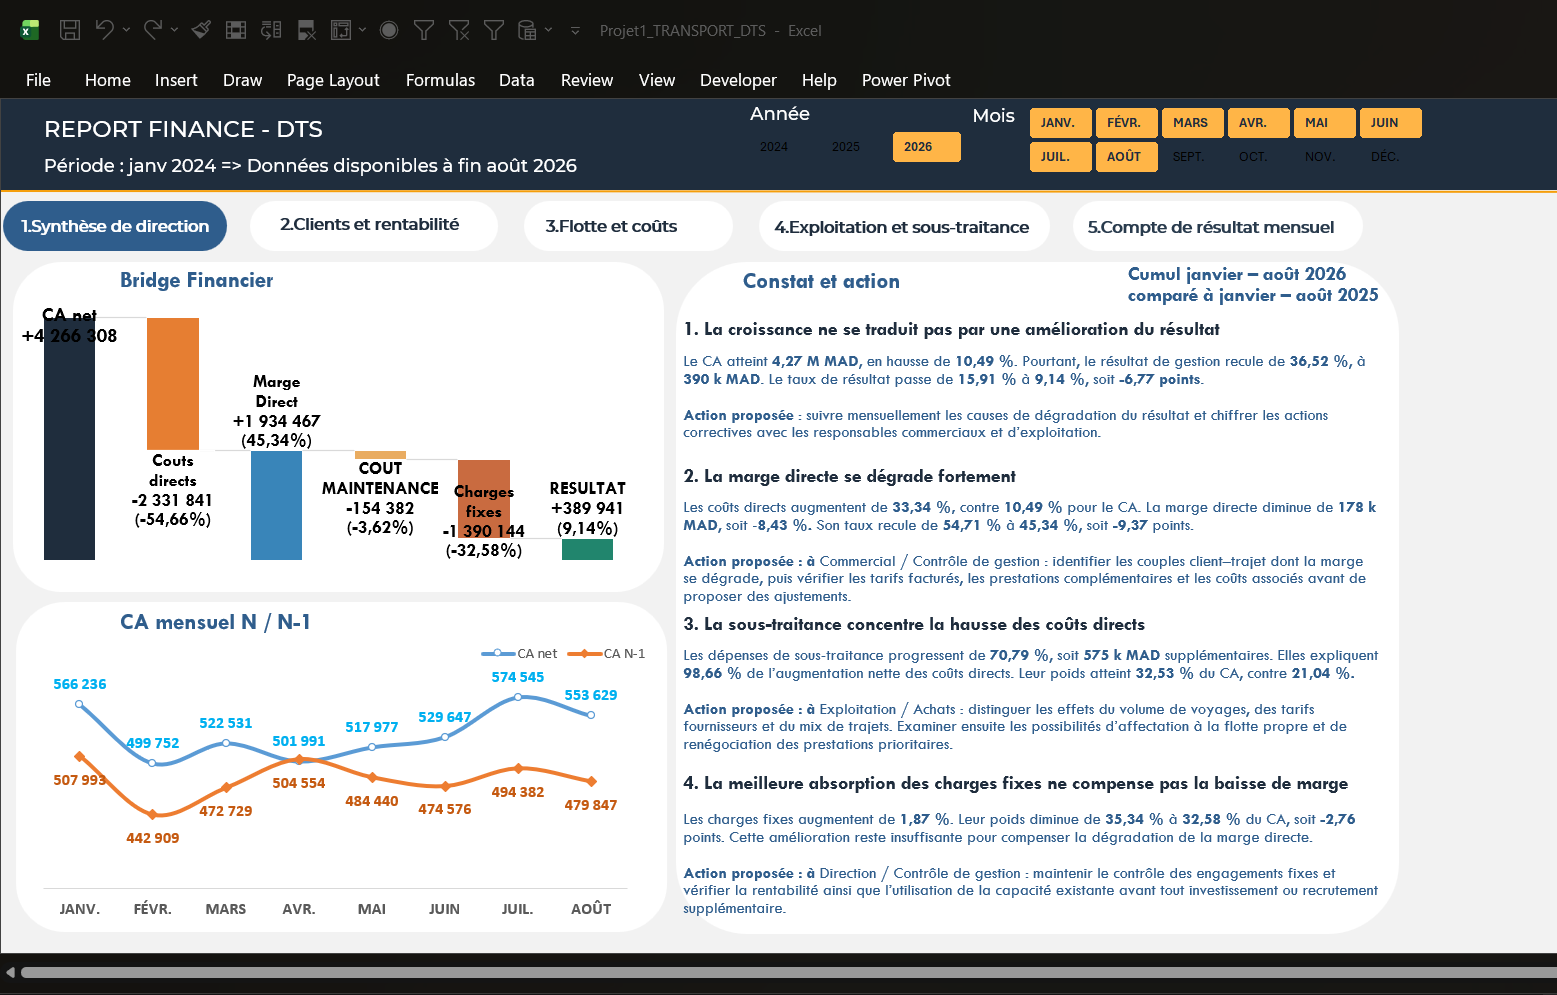 Projet1_TRANSPORT_DTS - Excel
File Home Insert Draw Page Layout Formulas Data Review View Developer Help Power Pivot
REPORT FINANCE - DTS
Période : janv 2024 => Données disponibles à fin août 2026
Année
2024 2025 2026
Mois
JANV. FÉVR. MARS AVR. MAI JUIN
JUIL. AOÛT SEPT. OCT. NOV. DÉC.
1.Synthèse de direction
2.Clients et rentabilité
3.Flotte et coûts
4.Exploitation et sous-traitance
5.Compte de résultat mensuel
Bridge Financier
CA net
+4 266 308
Couts
directs
-2 331 841
(-54,66%)
Marge
Direct
+1 934 467
(45,34%)
COUT
MAINTENANCE
-154 382
(-3,62%)
Charges
fixes
-1 390 144
(-32,58%)
RESULTAT
+389 941
(9,14%)
CA mensuel N / N-1
CA net CA N-1
566 236
499 752
522 531
501 991
517 977
529 647
574 545
553 629
507 993
442 909
472 729
504 554
484 440
474 576
494 382
479 847
JANV. FÉVR. MARS AVR. MAI JUIN JUIL. AOÛT
Constat et action
Cumul janvier – août 2026
comparé à janvier – août 2025
1. La croissance ne se traduit pas par une amélioration du résultat
Le CA atteint 4,27 M MAD, en hausse de 10,49 %. Pourtant, le résultat de gestion recule de 36,52 %, à
390 k MAD. Le taux de résultat passe de 15,91 % à 9,14 %, soit -6,77 points.
Action proposée : suivre mensuellement les causes de dégradation du résultat et chiffrer les actions
correctives avec les responsables commerciaux et d’exploitation.
2. La marge directe se dégrade fortement
Les coûts directs augmentent de 33,34 %, contre 10,49 % pour le CA. La marge directe diminue de 178 k
MAD, soit -8,43 %. Son taux recule de 54,71 % à 45,34 %, soit -9,37 points.
Action proposée : à Commercial / Contrôle de gestion : identifier les couples client–trajet dont la marge
se dégrade, puis vérifier les tarifs facturés, les prestations complémentaires et les coûts associés avant de
proposer des ajustements.
3. La sous-traitance concentre la hausse des coûts directs
Les dépenses de sous-traitance progressent de 70,79 %, soit 575 k MAD supplémentaires. Elles expliquent
98,66 % de l’augmentation nette des coûts directs. Leur poids atteint 32,53 % du CA, contre 21,04 %.
Action proposée : à Exploitation / Achats : distinguer les effets du volume de voyages, des tarifs
fournisseurs et du mix de trajets. Examiner ensuite les possibilités d’affectation à la flotte propre et de
renégociation des prestations prioritaires.
4. La meilleure absorption des charges fixes ne compense pas la baisse de marge
Les charges fixes augmentent de 1,87 %. Leur poids diminue de 35,34 % à 32,58 % du CA, soit -2,76
points. Cette amélioration reste insuffisante pour compenser la dégradation de la marge directe.
Action proposée : à Direction / Contrôle de gestion : maintenir le contrôle des engagements fixes et
vérifier la rentabilité ainsi que l’utilisation de la capacité existante avant tout investissement ou recrutement
supplémentaire.